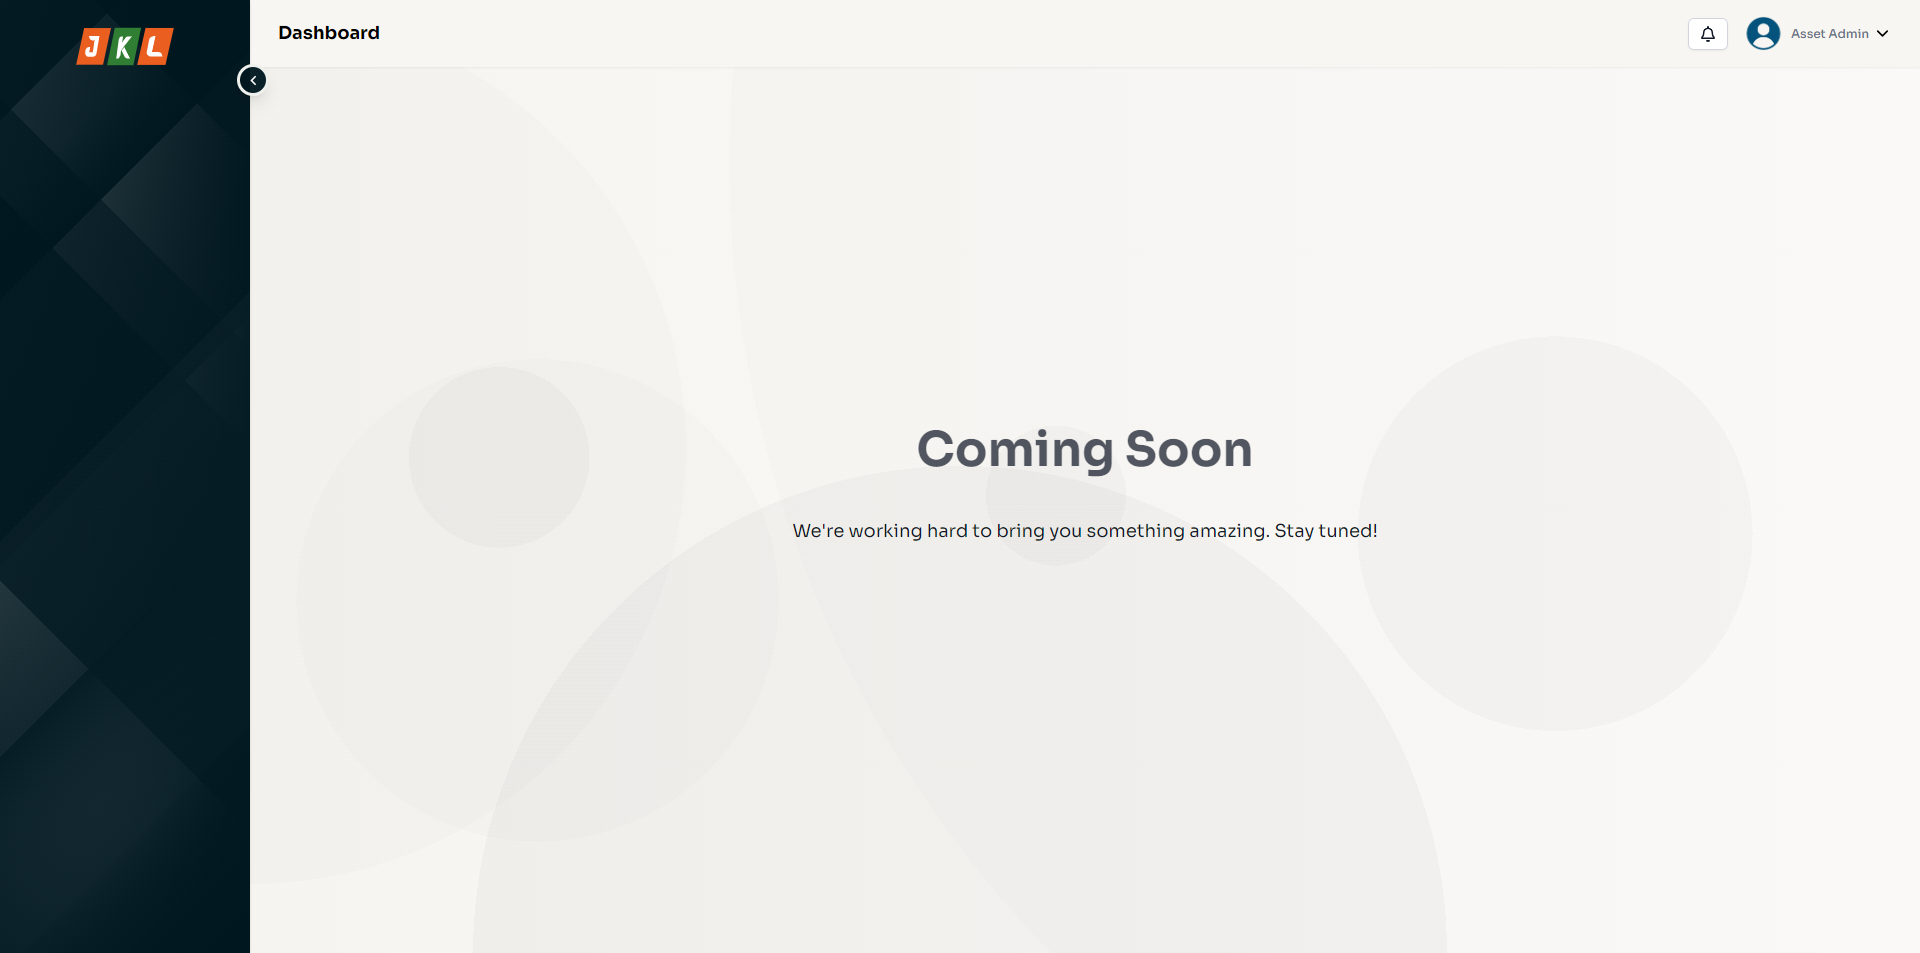 JKL
Dashboard
Asset Admin
Coming Soon
We're working hard to bring you something amazing. Stay tuned!